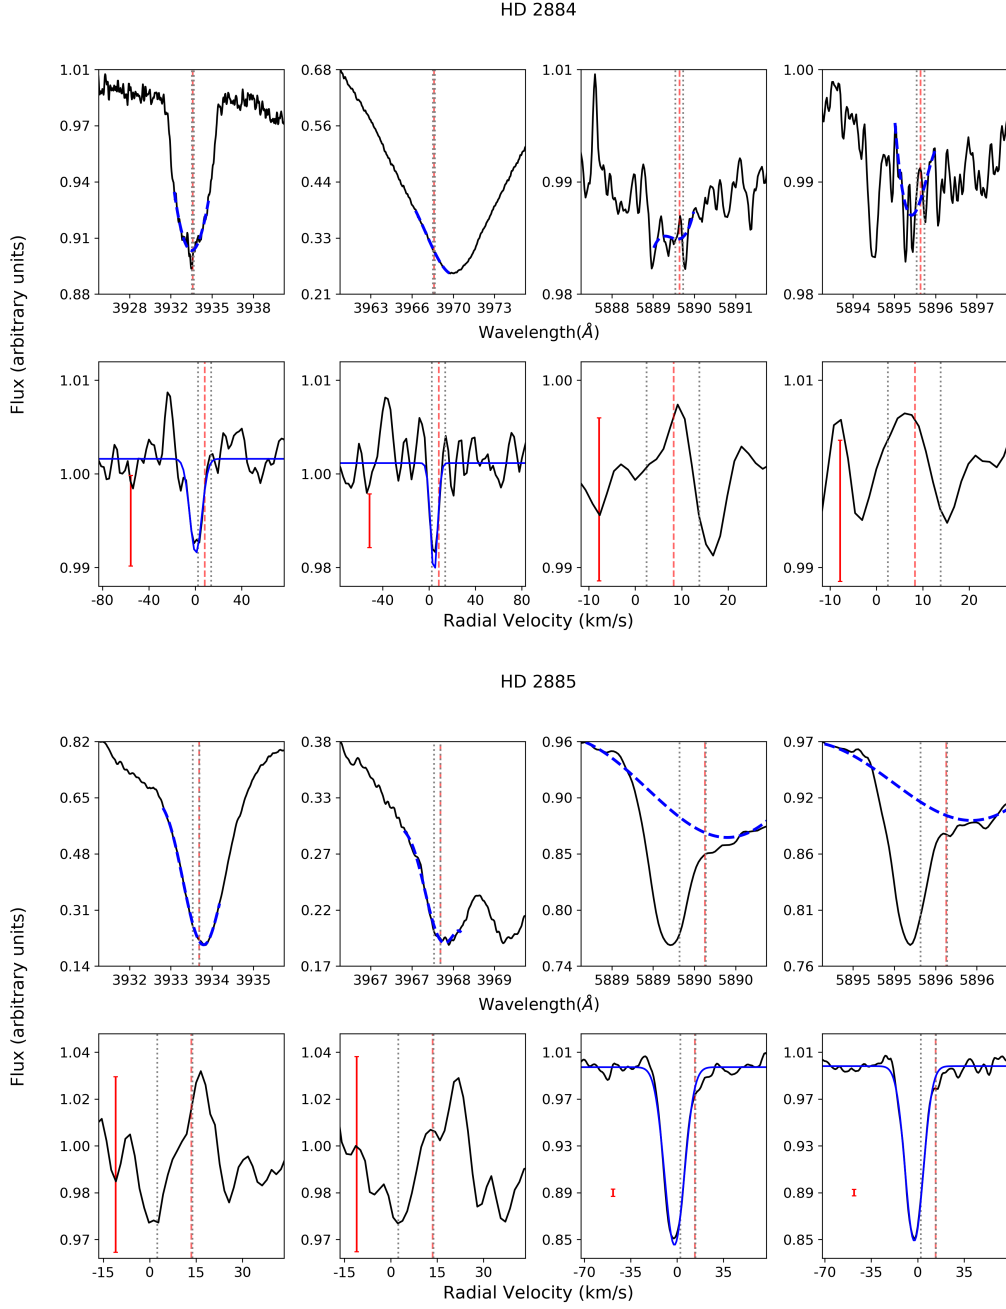 HD 2884
1.01 0.68 1.01 1.00
0.97 0.56
0.94 0.44 0.99 0.99
0.91 0.33
0.88 0.21 0.98 0.98
3928 3932 3935 3938 3963 3966 3970 3973 5888 5889 5890 5891 5894 5895 5896 5897
Wavelength(Å)
Flux (arbitrary units)
1.01 1.01 1.00 1.01
1.00 1.00
0.99 0.98 0.99 0.99
-80 -40 0 40 -40 0 40 80 -10 0 10 20 -10 0 10 20
Radial Velocity (km/s)
HD 2885
0.82 0.38 0.96 0.97
0.65 0.33 0.90 0.92
0.48 0.27 0.85 0.86
0.31 0.22 0.80 0.81
0.14 0.17 0.74 0.76
3932 3933 3934 3935 3967 3967 3968 3969 5889 5889 5890 5890 5895 5895 5896 5896
Wavelength(Å)
Flux (arbitrary units)
1.04 1.04 1.01 1.01
1.02 1.02 0.97 0.97
1.00 1.00 0.93 0.93
0.98 0.98 0.89 0.89
0.97 0.97 0.85 0.85
-15 0 15 30 -15 0 15 30 -70 -35 0 35 -70 -35 0 35
Radial Velocity (km/s)